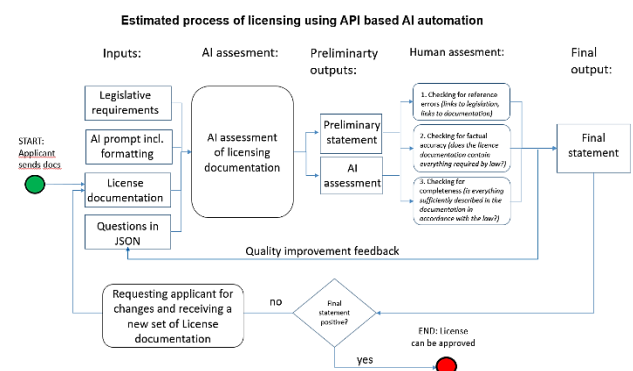 Estimated process of licensing using API based AI automation
Inputs:
AI assesment:
Preliminarty
outputs:
Human assesment:
Final
output:
START:
Applicant
sends docs
Legislative
requirements
AI prompt incl.
formatting
License
documentation
Questions in
JSON
AI assessment
of licensing
documentation
Preliminary
statement
AI
assessment
1. Checking for reference
errors (links to legislation,
links to documentation)
2. Checking for factual
accuracy (does the licence
documentation contain
everything required by law?)
3. Checking for
completeness (is everything
sufficiently described in the
documentation in
accordance with the law?)
Final
statement
Quality improvement feedback
Requesting applicant for
changes and receiving a
new set of License
documentation
no
Final
statement
positive?
yes
END: License
can be approved